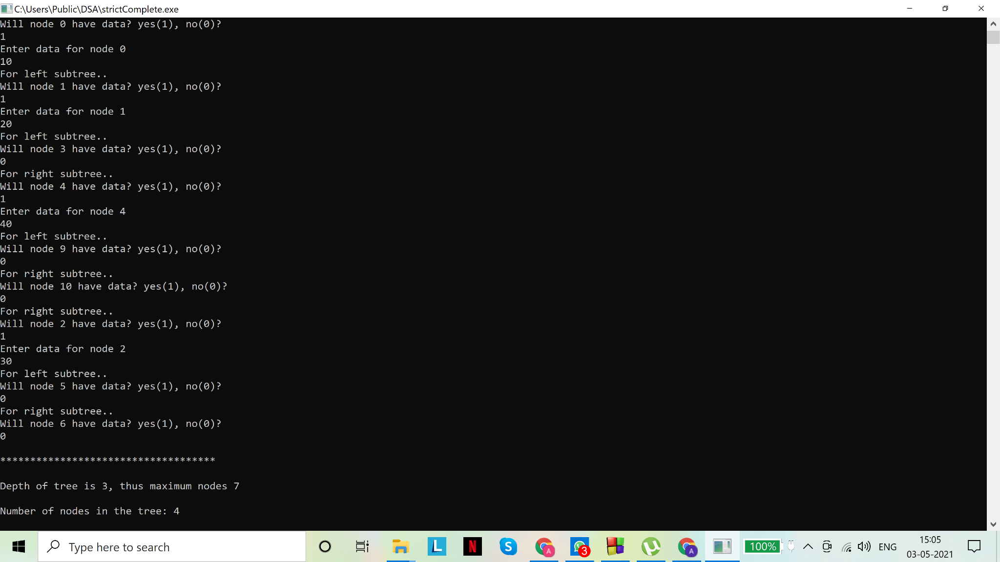 C:\Users\Public\DSA\strictComplete.exe
Will node 0 have data? yes(1), no(0)?
1
Enter data for node 0
10
For left subtree..
Will node 1 have data? yes(1), no(0)?
1
Enter data for node 1
20
For left subtree..
Will node 3 have data? yes(1), no(0)?
0
For right subtree..
Will node 4 have data? yes(1), no(0)?
1
Enter data for node 4
40
For left subtree..
Will node 9 have data? yes(1), no(0)?
0
For right subtree..
Will node 10 have data? yes(1), no(0)?
0
For right subtree..
Will node 2 have data? yes(1), no(0)?
1
Enter data for node 2
30
For left subtree..
Will node 5 have data? yes(1), no(0)?
0
For right subtree..
Will node 6 have data? yes(1), no(0)?
0
************************************
Depth of tree is 3, thus maximum nodes 7
Number of nodes in the tree: 4
Type here to search
L
N
S
A
3
A
100%
ENG
15:05
03-05-2021